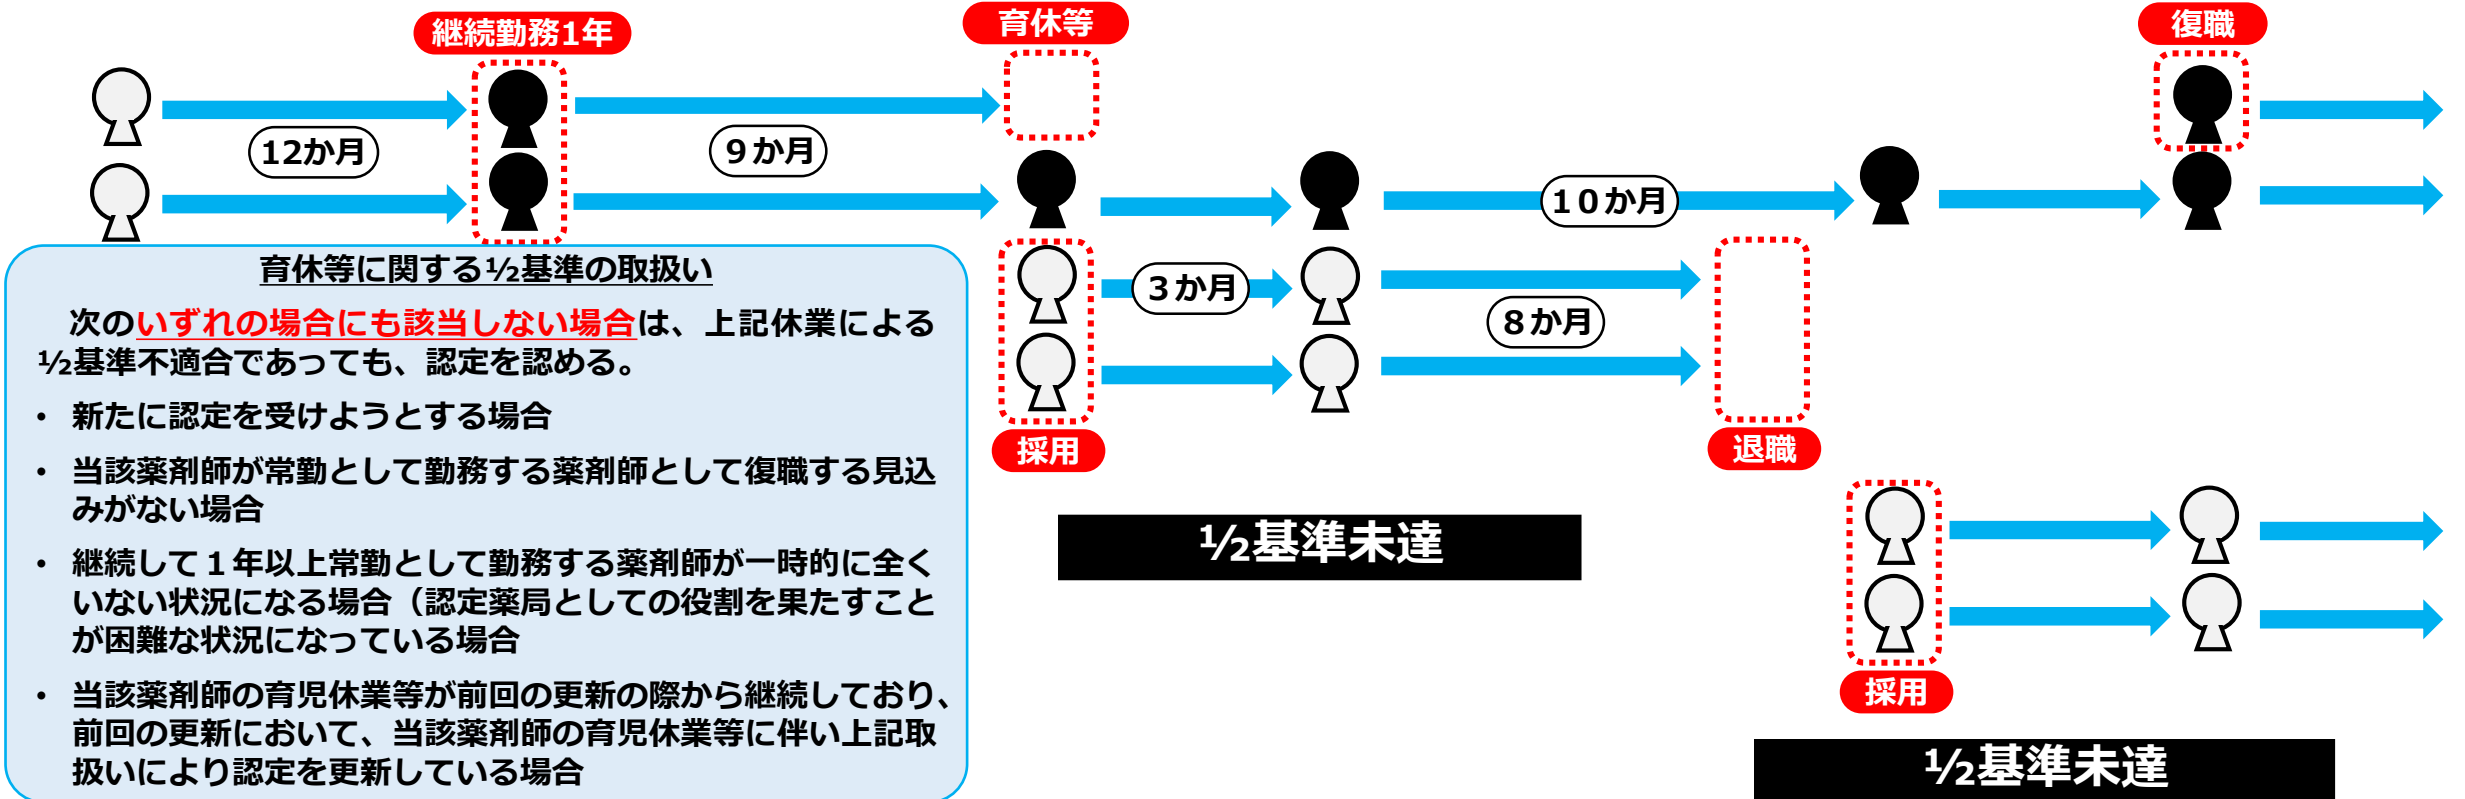 継続勤務1年
育休等
復職
12か月
９か月
１０か月
３か月
８か月
採用
退職
½基準未達
採用
½基準未達
育休等に関する½基準の取扱い
次のいずれの場合にも該当しない場合は、上記休業による
½基準不適合であっても、認定を認める。
• 新たに認定を受けようとする場合
• 当該薬剤師が常勤として勤務する薬剤師として復職する見込
みがない場合
• 継続して１年以上常勤として勤務する薬剤師が一時的に全く
いない状況になる場合（認定薬局としての役割を果たすこと
が困難な状況になっている場合
• 当該薬剤師の育児休業等が前回の更新の際から継続しており、
前回の更新において、当該薬剤師の育児休業等に伴い上記取
扱いにより認定を更新している場合